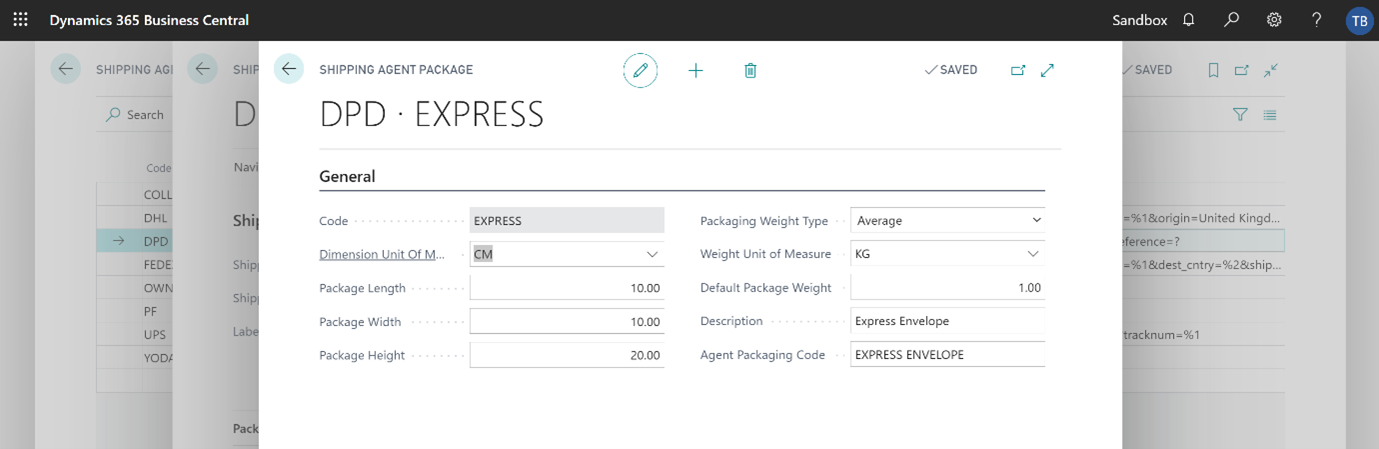 Dynamics 365 Business Central
Sandbox
TB
SHIPPING AG
SHIP
SHIPPING AGENT PACKAGE
SAVED
SAVED
Search
D
DPD · EXPRESS
Navi
Code
General
COLL
DHL
DPD
FEDE
OWN
PF
UPS
YODA
Ship
Shipp
Shipp
Labe
Pack
Code
EXPRESS
Packaging Weight Type
Average
Dimension Unit Of M...
CM
Weight Unit of Measure
KG
Package Length
10.00
Default Package Weight
1.00
Package Width
10.00
Description
Express Envelope
Package Height
20.00
Agent Packaging Code
EXPRESS ENVELOPE
=%1&origin=United Kingd...
eference=?
=%1&dest_cntry=%2&ship...
tracknum=%1